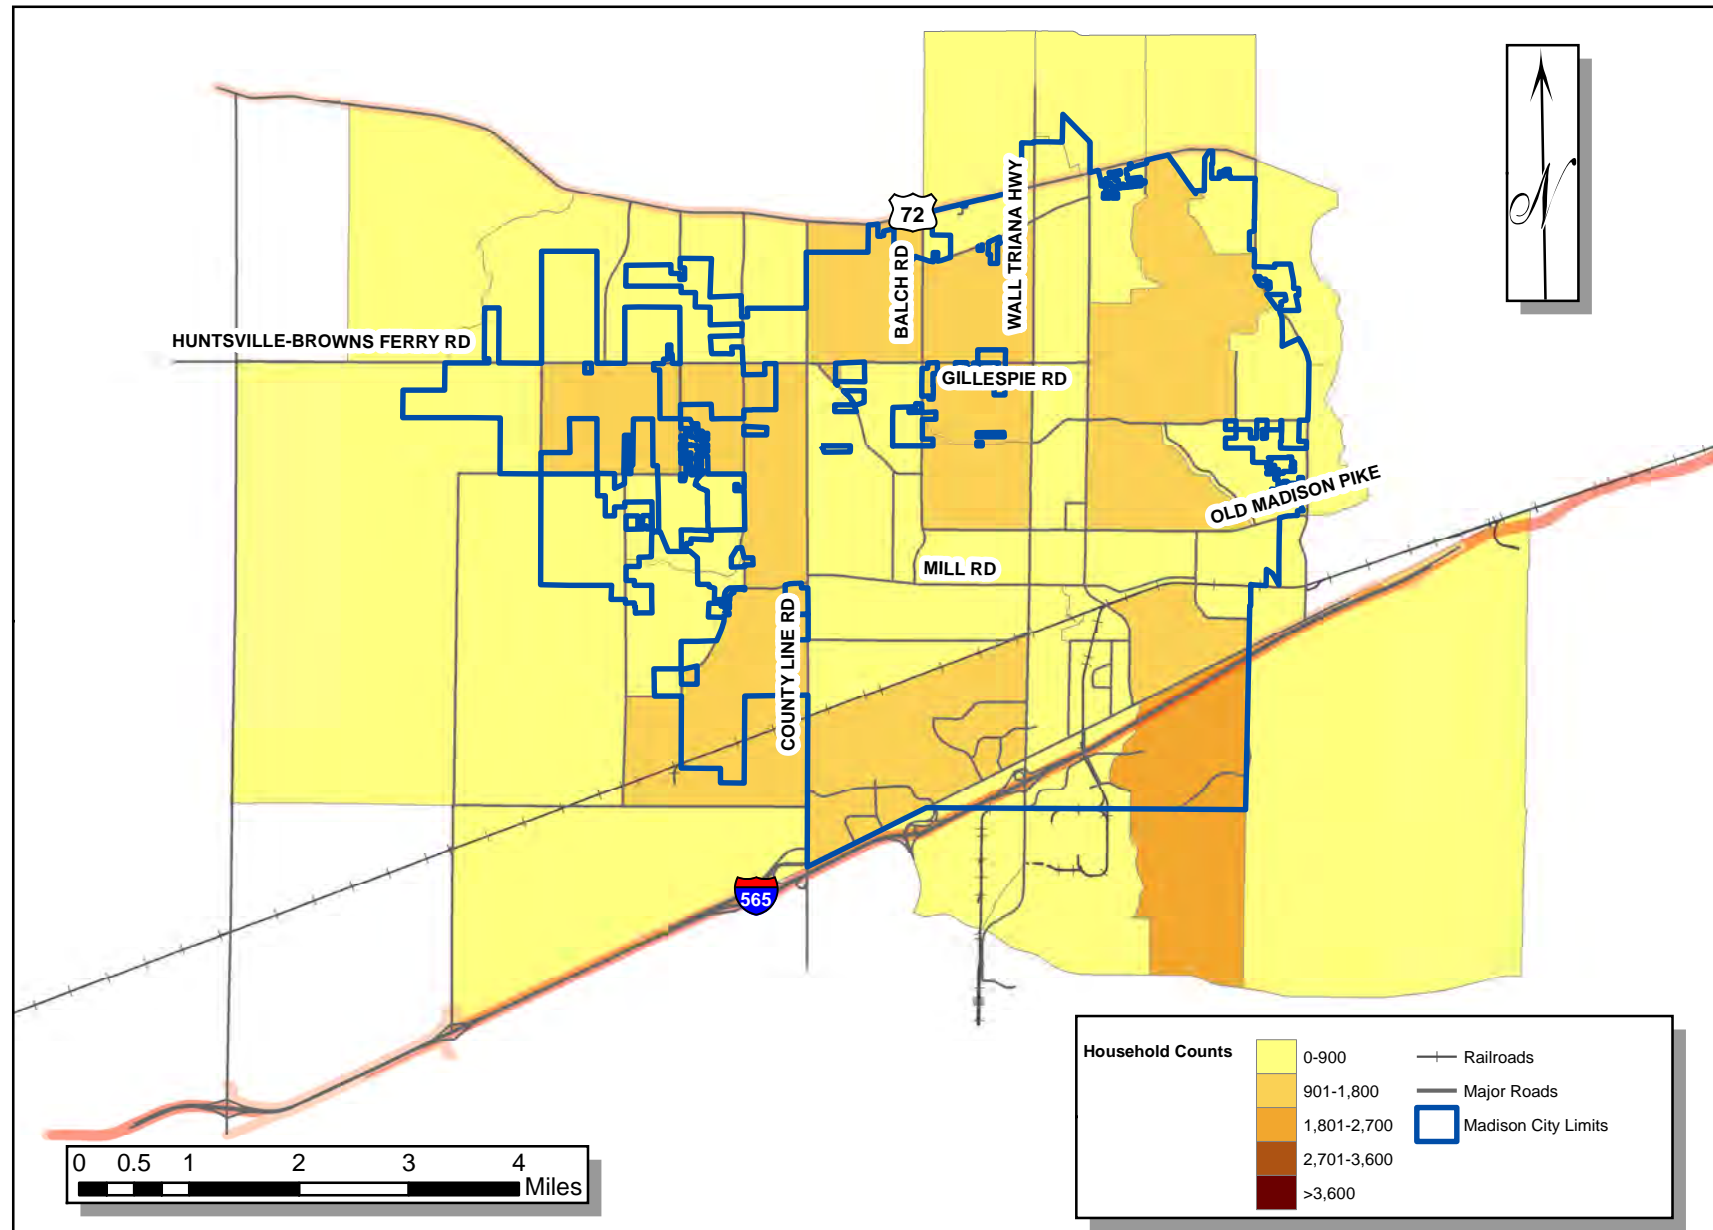 N
72
BALCH RD
WALL TRIANA HWY
HUNTSVILLE-BROWNS FERRY RD
GILLESPIE RD
OLD MADISON PIKE
MILL RD
COUNTY LINE RD
565
Household Counts
0-900
901-1,800
1,801-2,700
2,701-3,600
>3,600
Railroads
Major Roads
Madison City Limits
0 0.5 1 2 3 4
Miles